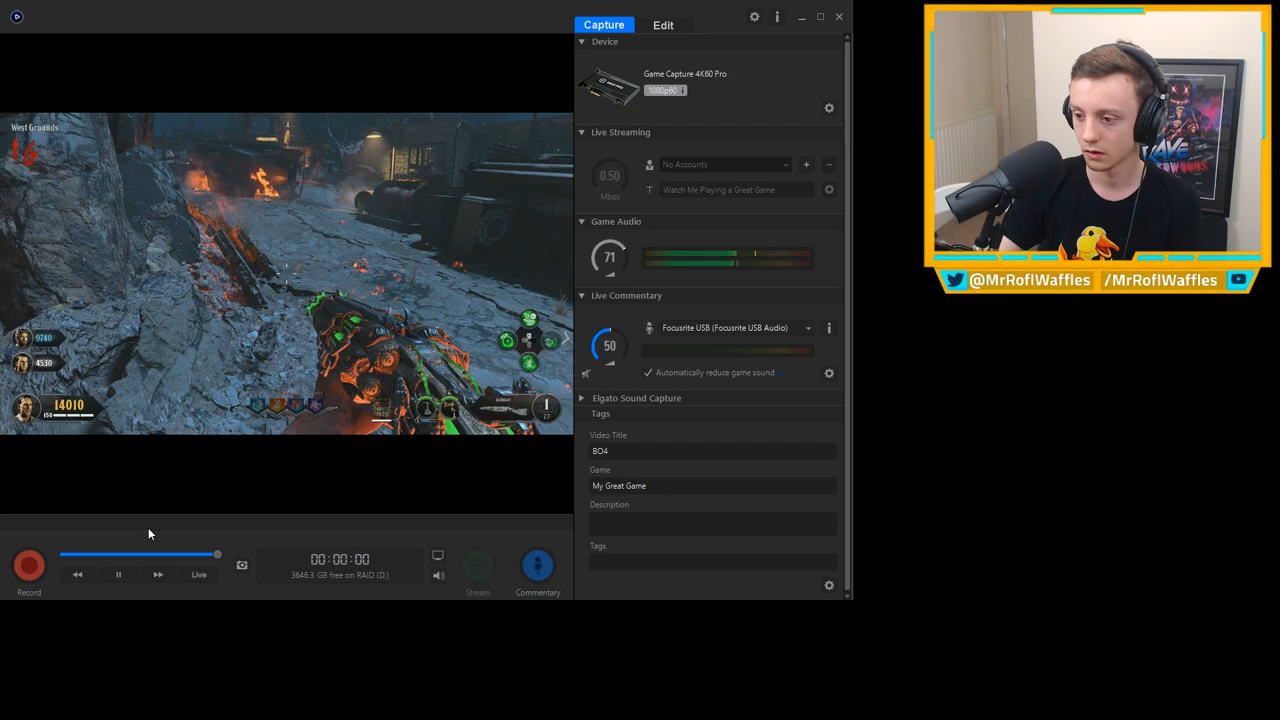 Capture
Edit
Device
Game Capture 4K60 Pro
1080p60
Live Streaming
0.50
Mbps
No Accounts
Watch Me Playing a Great Game
Game Audio
71
Live Commentary
50
Focusrite USB (Focusrite USB Audio)
Automatically reduce game sound
Elgato Sound Capture
Tags
Video Title
BO4
Game
My Great Game
Description
Tags
West Grounds
16
9740
4530
14010
150
1
Record
Live
00:00:00
3646.3 GB free on RAID (D:)
Stream
Commentary
@MrRoflWaffles
/MrRoflWaffles